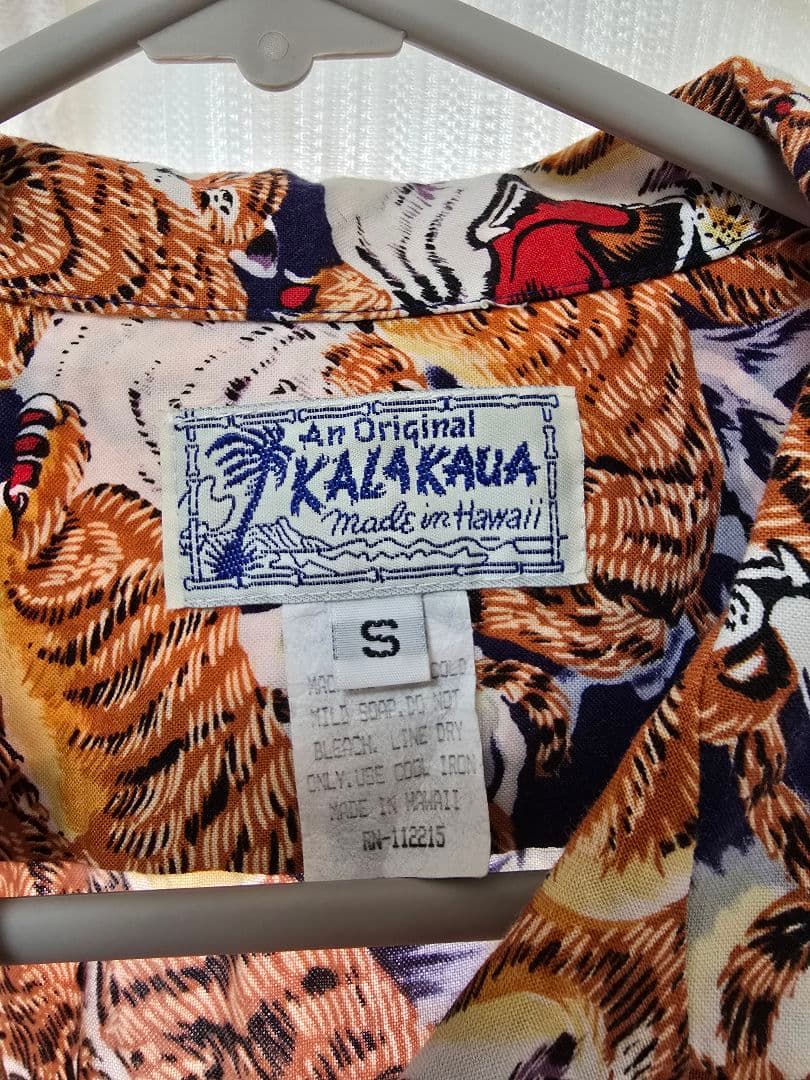 An Original
KALAKAUA
made in Hawaii
S
COLD
MILD SOAP. DO NOT
BLEACH. LINE DRY
ONLY. USE COOL IRON
MADE IN HAWAII
RN-112215